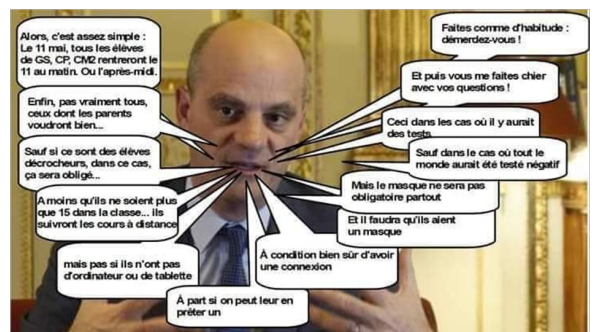 Alors, c'est assez simple :
Le 11 mai, tous les élèves
de GS, CP, CM2 rentreront le
11 au matin. Ou l'après-midi.
Enfin, pas vraiment tous,
ceux dont les parents
voudront bien...
Sauf si ce sont des élèves
décrocheurs, dans ce cas,
ça sera obligé...
A moins qu'ils ne soient plus
que 15 dans la classe... ils
suivront les cours à distance
mais pas si ils n'ont pas
d'ordinateur ou de tablette
À part si on peut leur en
prêter un
À condition bien sûr d'avoir
une connexion
Et il faudra qu'ils aient
un masque
Mais le masque ne sera pas
obligatoire partout
Sauf dans le cas où tout le
monde aurait été testé négatif
Ceci dans les cas où il y aurait
des tests
Et puis vous me faites chier
avec vos questions !
Faites comme d'habitude :
démerdez-vous !